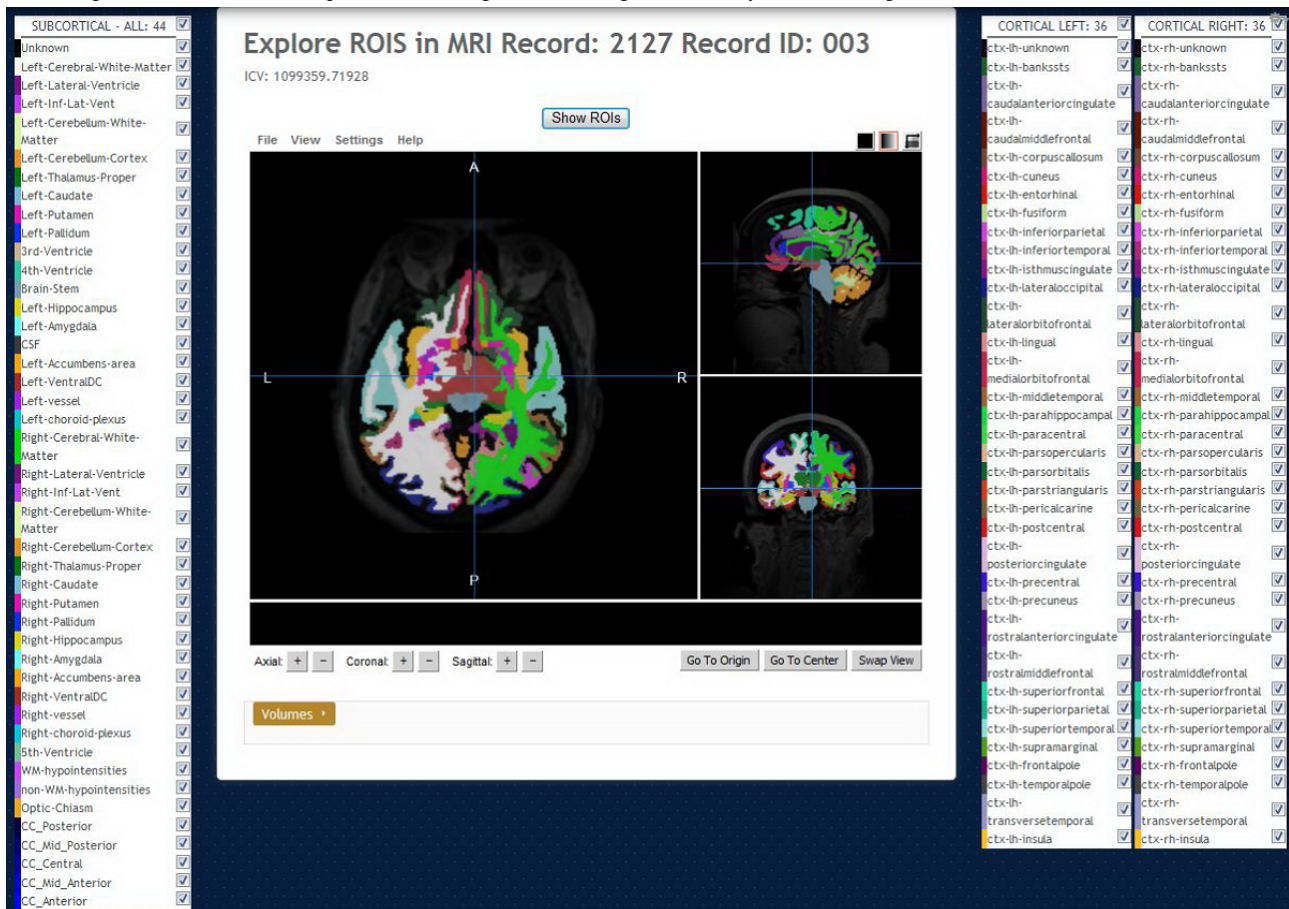 SUBCORTICAL - ALL: 44
Unknown
Left-Cerebral-White-Matter
Left-Lateral-Ventricle
Left-Inf-Lat-Vent
Left-Cerebellum-White-
Matter
Left-Cerebellum-Cortex
Left-Thalamus-Proper
Left-Caudate
Left-Putamen
Left-Pallidum
3rd-Ventricle
4th-Ventricle
Brain-Stem
Left-Hippocampus
Left-Amygdala
CSF
Left-Accumbens-area
Left-VentralDC
Left-vessel
Left-choroid-plexus
Right-Cerebral-White-
Matter
Right-Lateral-Ventricle
Right-Inf-Lat-Vent
Right-Cerebellum-White-
Matter
Right-Cerebellum-Cortex
Right-Thalamus-Proper
Right-Caudate
Right-Putamen
Right-Pallidum
Right-Hippocampus
Right-Amygdala
Right-Accumbens-area
Right-VentralDC
Right-vessel
Right-choroid-plexus
5th-Ventricle
WM-hypointensities
non-WM-hypointensities
Optic-Chiasm
CC_Posterior
CC_Mid_Posterior
CC_Central
CC_Mid_Anterior
CC_Anterior
Explore ROIS in MRI Record: 2127 Record ID: 003
ICV: 1099359.71928
Show ROIs
File View Settings Help
A
L
R
P
Axial: + - Coronal: + - Sagittal: + - Go To Origin Go To Center Swap View
Volumes
CORTICAL LEFT: 36
ctx-lh-unknown
ctx-lh-bankssts
ctx-lh-
caudalanteriorcingulate
ctx-lh-
caudalmiddlefrontal
ctx-lh-corpuscallosum
ctx-lh-cuneus
ctx-lh-entorhinal
ctx-lh-fusiform
ctx-lh-inferiorparietal
ctx-lh-inferiortemporal
ctx-lh-isthmuscingulate
ctx-lh-lateraloccipital
ctx-lh-
lateralorbitofrontal
ctx-lh-lingual
ctx-lh-
medialorbitofrontal
ctx-lh-middletemporal
ctx-lh-parahippocampal
ctx-lh-paracentral
ctx-lh-parsopercularis
ctx-lh-parsorbitalis
ctx-lh-parstriangularis
ctx-lh-pericalcarine
ctx-lh-postcentral
ctx-lh-
posteriorcingulate
ctx-lh-precentral
ctx-lh-precuneus
ctx-lh-
rostralanteriorcingulate
ctx-lh-
rostralmiddlefrontal
ctx-lh-superiorfrontal
ctx-lh-superiorparietal
ctx-lh-superiortemporal
ctx-lh-supramarginal
ctx-lh-frontalpole
ctx-lh-temporalpole
ctx-lh-
transversetemporal
ctx-lh-insula
CORTICAL RIGHT: 36
ctx-rh-unknown
ctx-rh-bankssts
ctx-rh-
caudalanteriorcingulate
ctx-rh-
caudalmiddlefrontal
ctx-rh-corpuscallosum
ctx-rh-cuneus
ctx-rh-entorhinal
ctx-rh-fusiform
ctx-rh-inferiorparietal
ctx-rh-inferiortemporal
ctx-rh-isthmuscingulate
ctx-rh-lateraloccipital
ctx-rh-
lateralorbitofrontal
ctx-rh-lingual
ctx-rh-
medialorbitofrontal
ctx-rh-middletemporal
ctx-rh-parahippocampal
ctx-rh-paracentral
ctx-rh-parsopercularis
ctx-rh-parsorbitalis
ctx-rh-parstriangularis
ctx-rh-pericalcarine
ctx-rh-postcentral
ctx-rh-
posteriorcingulate
ctx-rh-precentral
ctx-rh-precuneus
ctx-rh-
rostralanteriorcingulate
ctx-rh-
rostralmiddlefrontal
ctx-rh-superiorfrontal
ctx-rh-superiorparietal
ctx-rh-superiortemporal
ctx-rh-supramarginal
ctx-rh-frontalpole
ctx-rh-temporalpole
ctx-rh-
transversetemporal
ctx-rh-insula